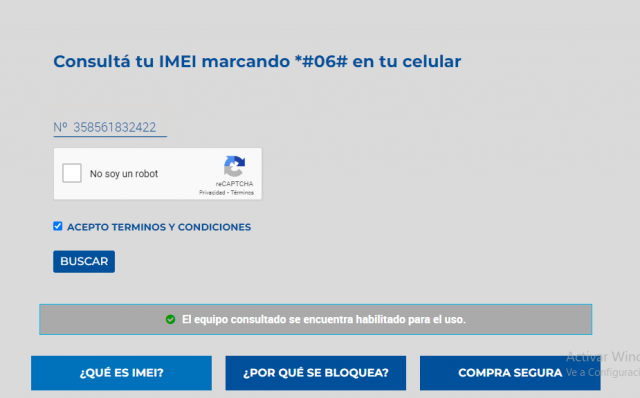 Consultá tu IMEI marcando *#06# en tu celular
Nº 358561832422
No soy un robot
reCAPTCHA
Privacidad - Términos
ACEPTO TERMINOS Y CONDICIONES
BUSCAR
El equipo consultado se encuentra habilitado para el uso.
Activar Wind
Ve a Configuraci
¿QUÉ ES IMEI?
¿POR QUÉ SE BLOQUEA?
COMPRA SEGURA